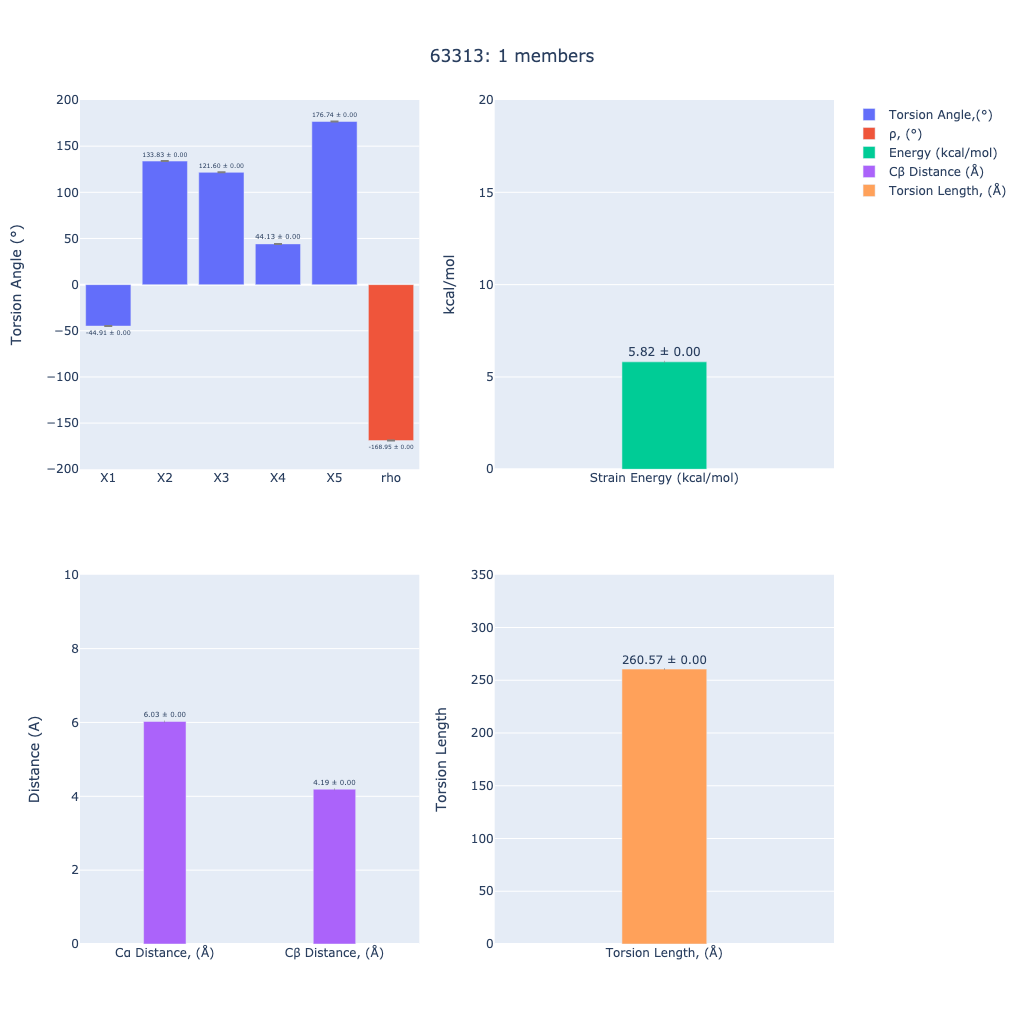 63313: 1 members
Torsion Angle (°)
200
150
100
50
0
−50
−100
−150
−200
-44.91 ± 0.00
133.83 ± 0.00
121.60 ± 0.00
44.13 ± 0.00
176.74 ± 0.00
-168.95 ± 0.00
X1 X2 X3 X4 X5 rho
kcal/mol
20
15
10
5
0
5.82 ± 0.00
Strain Energy (kcal/mol)
Torsion Angle,(°)
ρ, (°)
Energy (kcal/mol)
Cβ Distance (Å)
Torsion Length, (Å)
Distance (A)
10
8
6
4
2
0
6.03 ± 0.00
4.19 ± 0.00
Cα Distance, (Å) Cβ Distance, (Å)
Torsion Length
350
300
250
200
150
100
50
0
260.57 ± 0.00
Torsion Length, (Å)